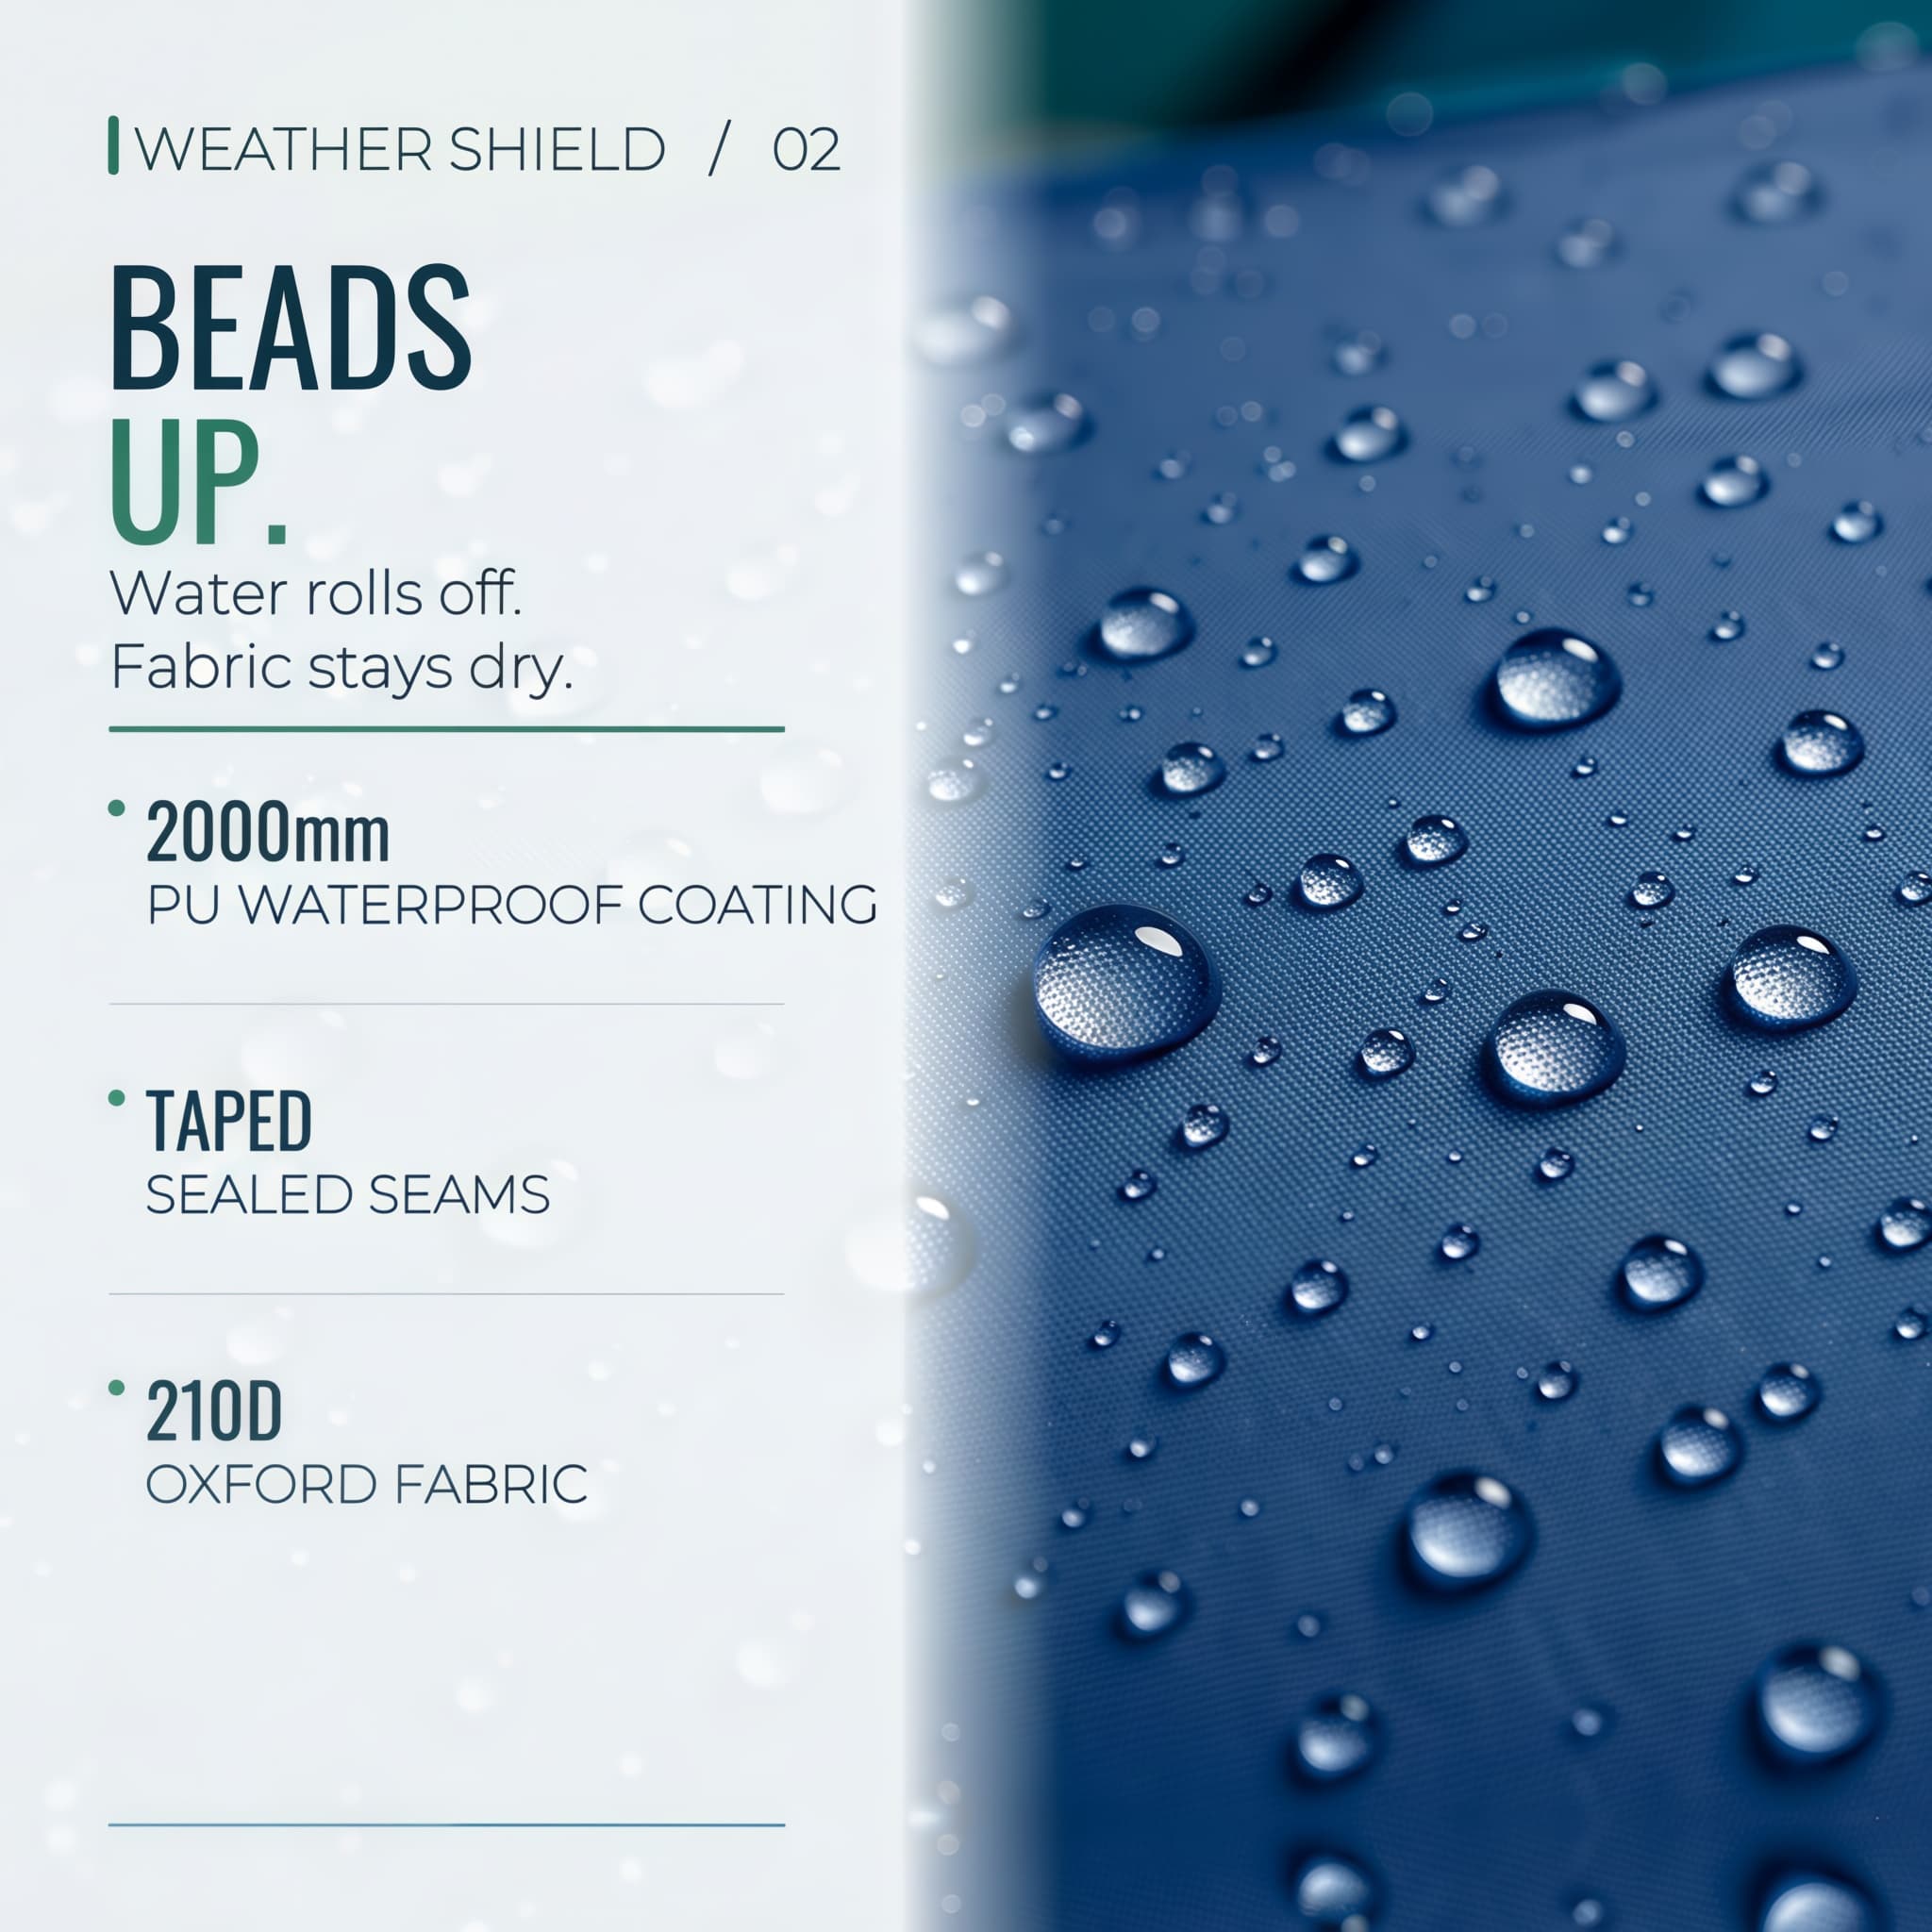 WEATHER SHIELD / 02
BEADS
UP.
Water rolls off.
Fabric stays dry.
2000mm
PU WATERPROOF COATING
TAPED
SEALED SEAMS
210D
OXFORD FABRIC